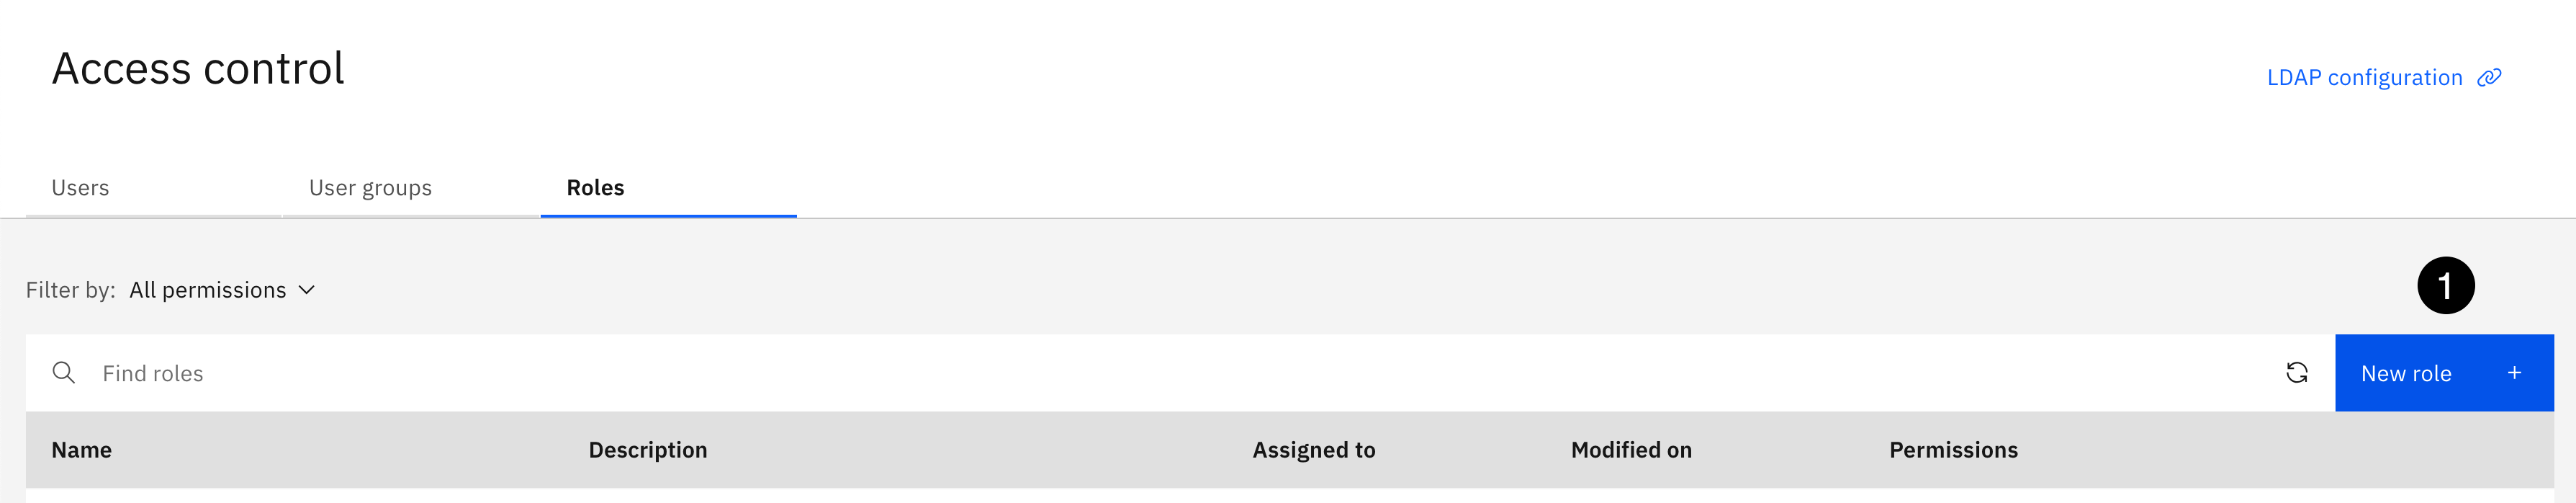 Access control
LDAP configuration
Users User groups Roles
Filter by: All permissions
1
Find roles
New role +
Name Description Assigned to Modified on Permissions